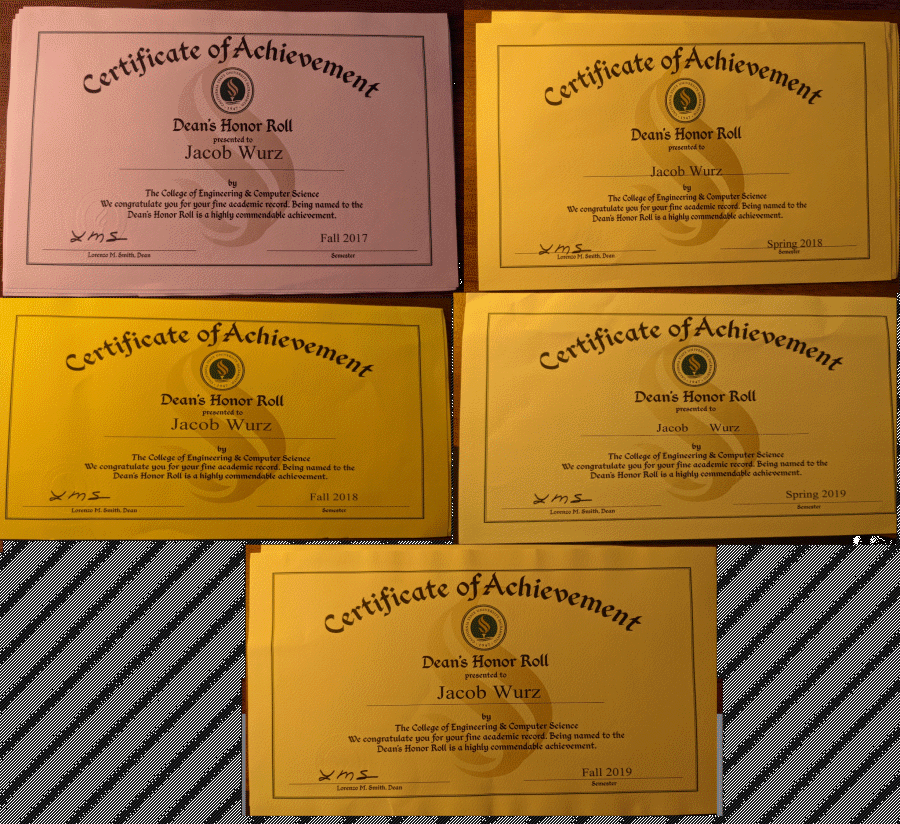 Certificate of Achievement
Dean's Honor Roll
presented to
Jacob Wurz
by
The College of Engineering & Computer Science
We congratulate you for your fine academic record. Being named to the
Dean's Honor Roll is a highly commendable achievement.
Fall 2017
Lorenzo M. Smith, Dean
Semester
Certificate of Achievement
Dean's Honor Roll
presented to
Jacob Wurz
by
The College of Engineering & Computer Science
We congratulate you for your fine academic record. Being named to the
Dean's Honor Roll is a highly commendable achievement.
Spring 2018
Lorenzo M. Smith, Dean
Semester
Certificate of Achievement
Dean's Honor Roll
presented to
Jacob Wurz
by
The College of Engineering & Computer Science
We congratulate you for your fine academic record. Being named to the
Dean's Honor Roll is a highly commendable achievement.
Fall 2018
Lorenzo M. Smith, Dean
Semester
Certificate of Achievement
Dean's Honor Roll
presented to
Jacob Wurz
by
The College of Engineering & Computer Science
We congratulate you for your fine academic record. Being named to the
Dean's Honor Roll is a highly commendable achievement.
Spring 2019
Lorenzo M. Smith, Dean
Semester
Certificate of Achievement
Dean's Honor Roll
presented to
Jacob Wurz
by
The College of Engineering & Computer Science
We congratulate you for your fine academic record. Being named to the
Dean's Honor Roll is a highly commendable achievement.
Fall 2019
Lorenzo M. Smith, Dean
Semester